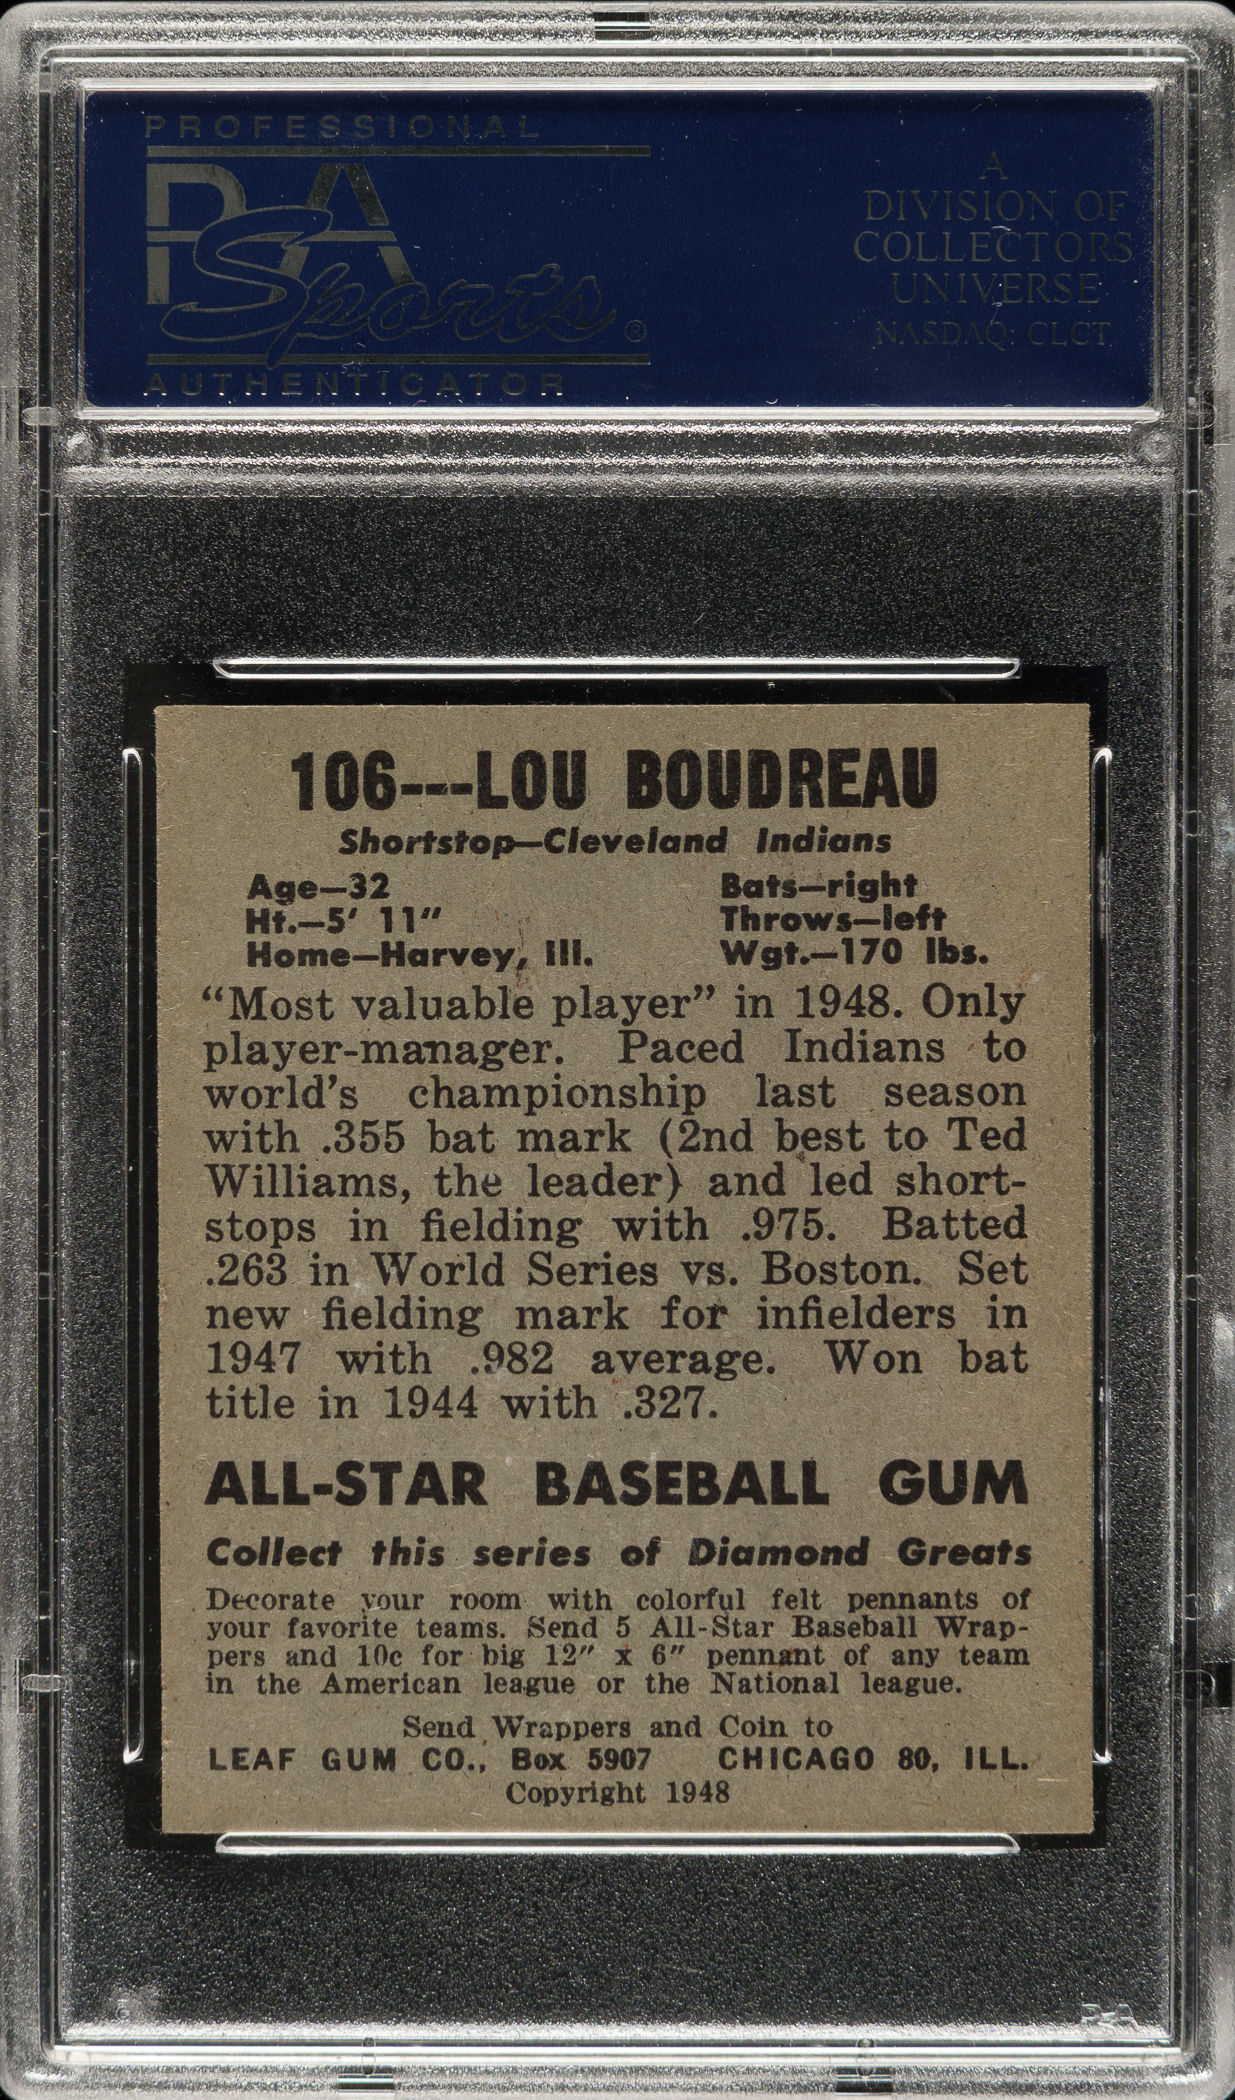 PROFESSIONAL
PSA
Sports®
AUTHENTICATOR
A
DIVISION OF
COLLECTORS
UNIVERSE
NASDAQ: CLCT
106---LOU BOUDREAU
Shortstop—Cleveland Indians
Age—32 Bats—right
Ht.—5' 11" Throws—left
Home—Harvey, Ill. Wgt.—170 lbs.
“Most valuable player” in 1948. Only
player-manager. Paced Indians to
world's championship last season
with .355 bat mark (2nd best to Ted
Williams, the leader) and led short-
stops in fielding with .975. Batted
.263 in World Series vs. Boston. Set
new fielding mark for infielders in
1947 with .982 average. Won bat
title in 1944 with .327.
ALL-STAR BASEBALL GUM
Collect this series of Diamond Greats
Decorate your room with colorful felt pennants of
your favorite teams. Send 5 All-Star Baseball Wrap-
pers and 10c for big 12" x 6" pennant of any team
in the American league or the National league.
Send Wrappers and Coin to
LEAF GUM CO., Box 5907 CHICAGO 80, ILL.
Copyright 1948
PSA